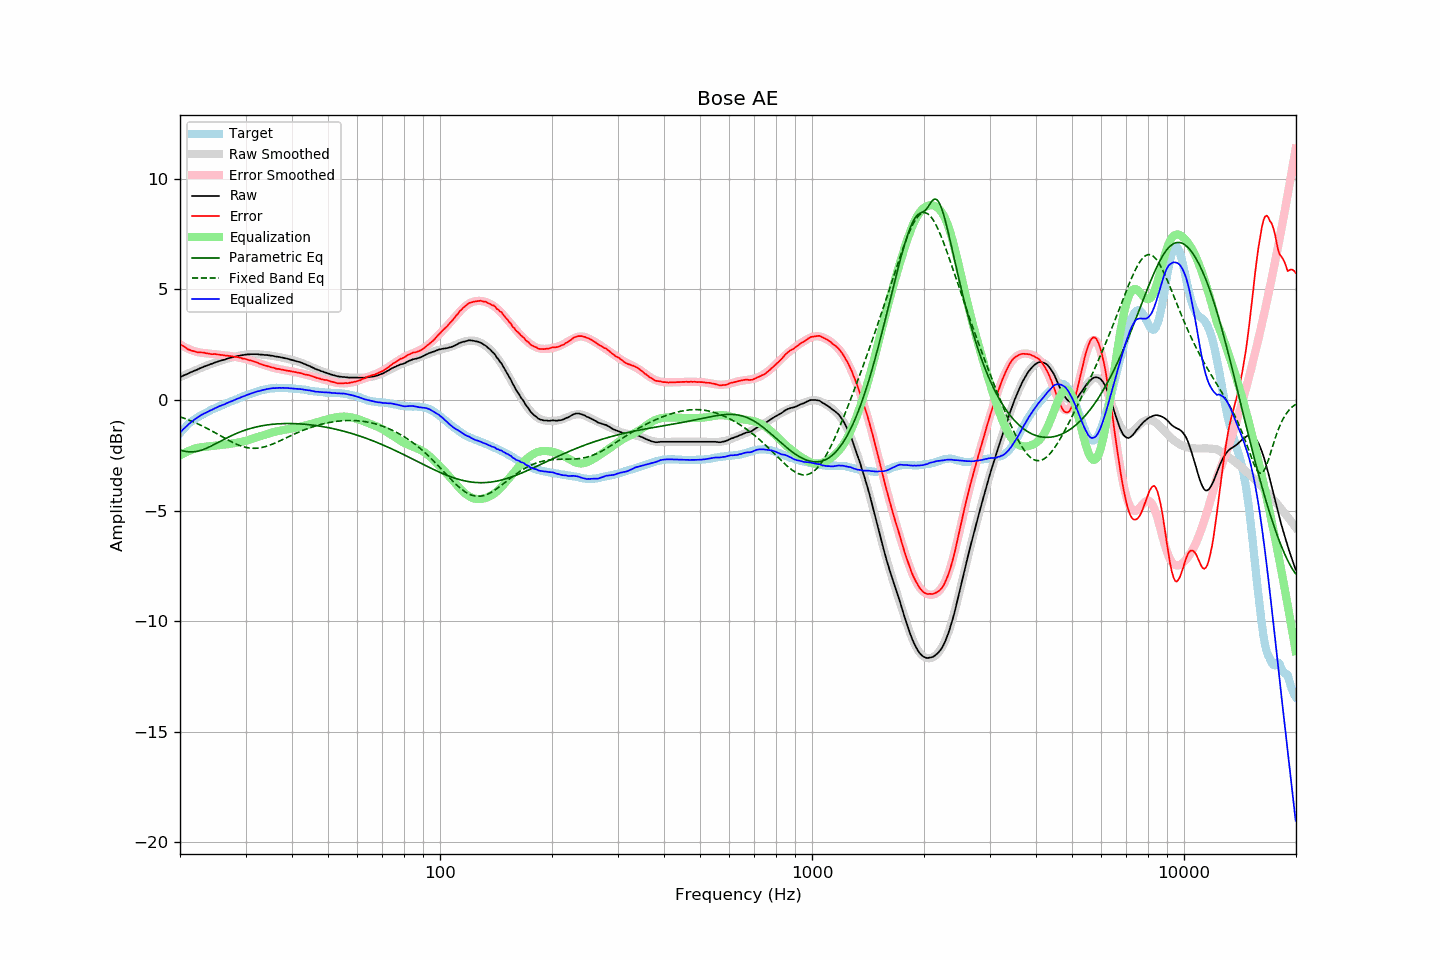 Bose AE
Target
Raw Smoothed
Error Smoothed
Raw
Error
Equalization
Parametric Eq
Fixed Band Eq
Equalized
10
5
0
−5
−10
−15
−20
Amplitude (dBr)
100
1000
10000
Frequency (Hz)